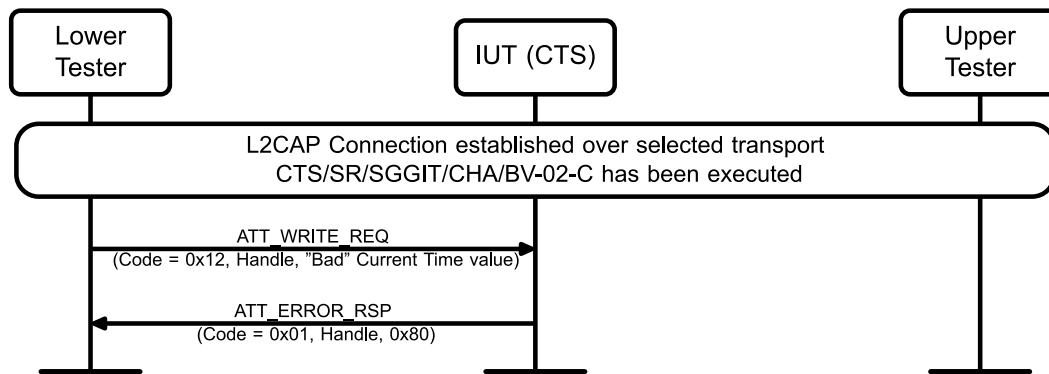 Lower
Tester
IUT (CTS)
Upper
Tester
L2CAP Connection established over selected transport
CTS/SR/SGGIT/CHA/BV-02-C has been executed
ATT_WRITE_REQ
(Code = 0x12, Handle, ”Bad” Current Time value)
ATT_ERROR_RSP
(Code = 0x01, Handle, 0x80)